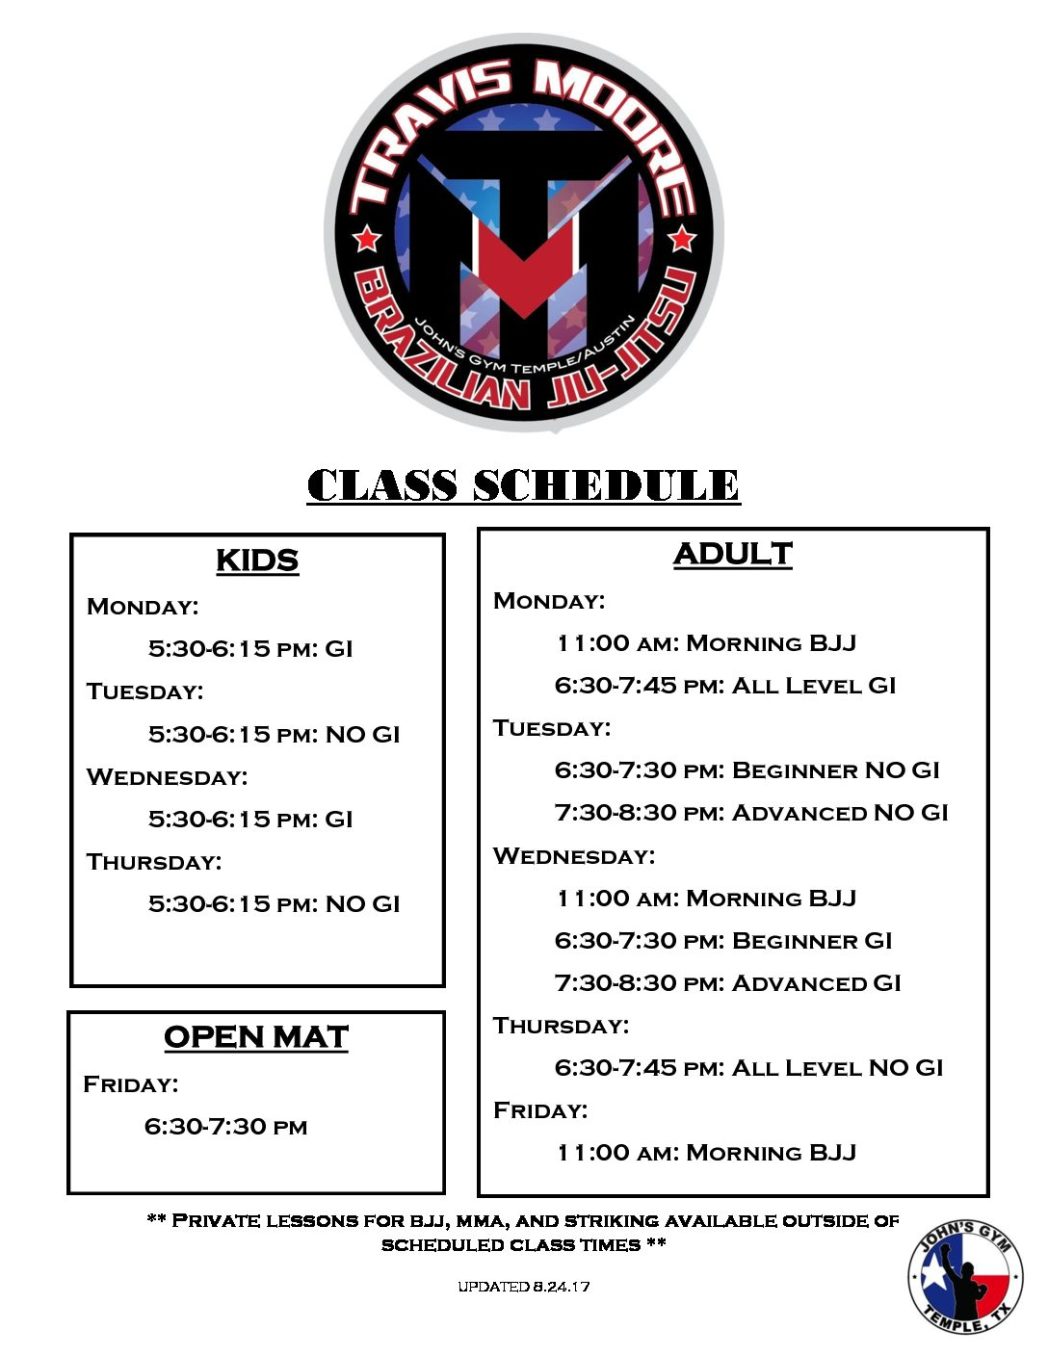 TRAVIS MOORE
JOHN'S GYM TEMPLE/AUSTIN
BRAZILIAN JIU-JITSU
CLASS SCHEDULE
KIDS
MONDAY:
5:30-6:15 PM: GI
TUESDAY:
5:30-6:15 PM: NO GI
WEDNESDAY:
5:30-6:15 PM: GI
THURSDAY:
5:30-6:15 PM: NO GI
OPEN MAT
FRIDAY:
6:30-7:30 PM
ADULT
MONDAY:
11:00 AM: MORNING BJJ
6:30-7:45 PM: ALL LEVEL GI
TUESDAY:
6:30-7:30 PM: BEGINNER NO GI
7:30-8:30 PM: ADVANCED NO GI
WEDNESDAY:
11:00 AM: MORNING BJJ
6:30-7:30 PM: BEGINNER GI
7:30-8:30 PM: ADVANCED GI
THURSDAY:
6:30-7:45 PM: ALL LEVEL NO GI
FRIDAY:
11:00 AM: MORNING BJJ
** PRIVATE LESSONS FOR BJJ, MMA, AND STRIKING AVAILABLE OUTSIDE OF
SCHEDULED CLASS TIMES **
UPDATED 8.24.17
JOHN'S GYM
TEMPLE, TX